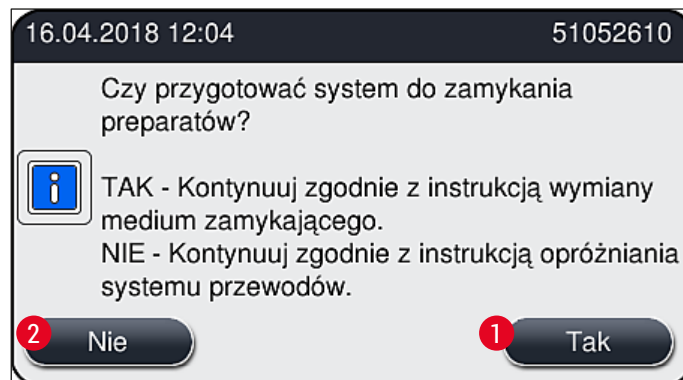 16.04.2018 12:04 51052610
Czy przygotować system do zamykania
preparatów?
TAK - Kontynuuj zgodnie z instrukcją wymiany
medium zamykającego.
NIE - Kontynuuj zgodnie z instrukcją opróżniania
systemu przewodów.
2 Nie 1 Tak